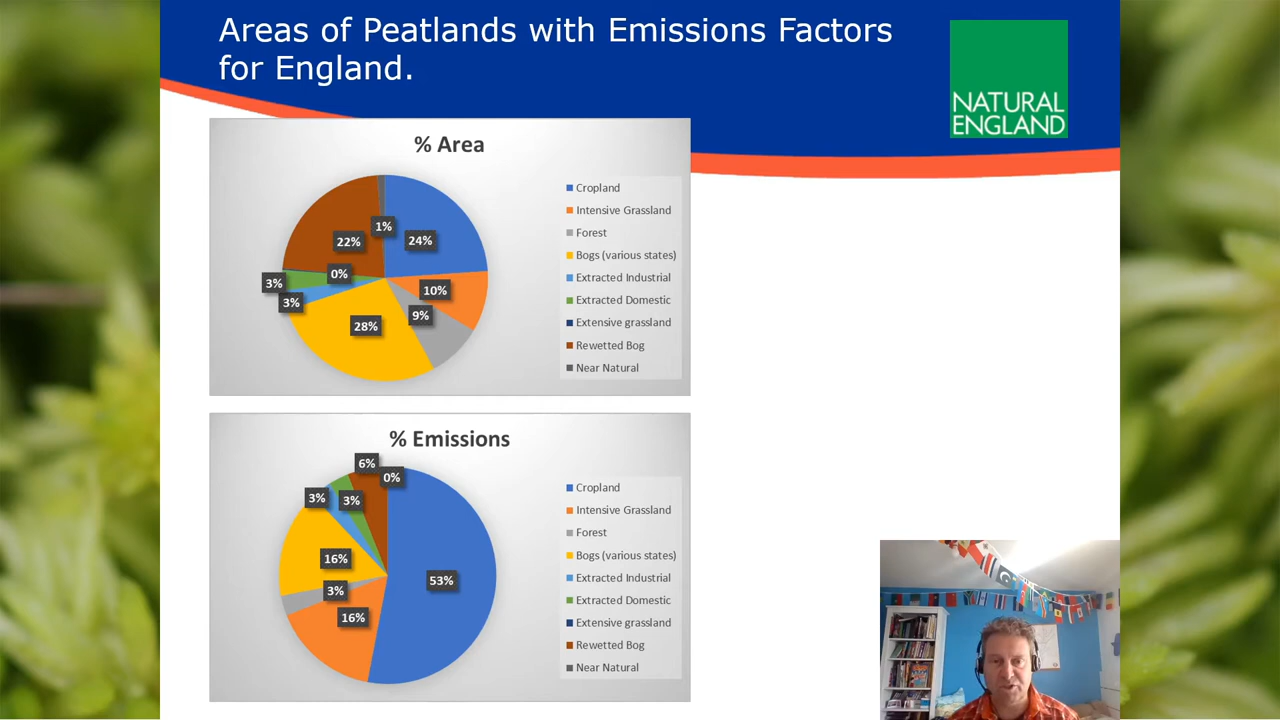 Areas of Peatlands with Emissions Factors
for England.
NATURAL
ENGLAND
% Area
1%
22%
24%
0%
3%
3%
10%
9%
28%
Cropland
Intensive Grassland
Forest
Bogs (various states)
Extracted Industrial
Extracted Domestic
Extensive grassland
Rewetted Bog
Near Natural
% Emissions
6%
0%
3%
3%
16%
53%
3%
16%
Cropland
Intensive Grassland
Forest
Bogs (various states)
Extracted Industrial
Extracted Domestic
Extensive grassland
Rewetted Bog
Near Natural